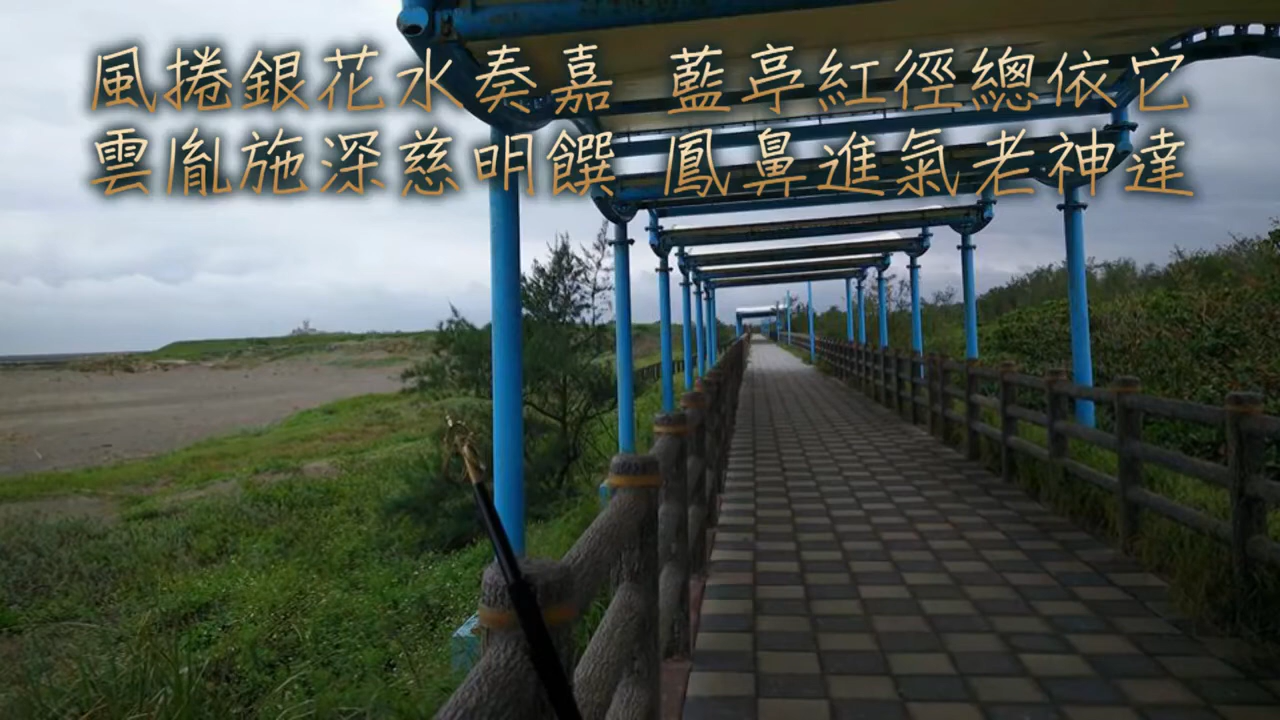 風捲銀花水奏嘉 藍亭紅徑總依它
雲胤施深慈明饌 鳳鼻進氣老神達